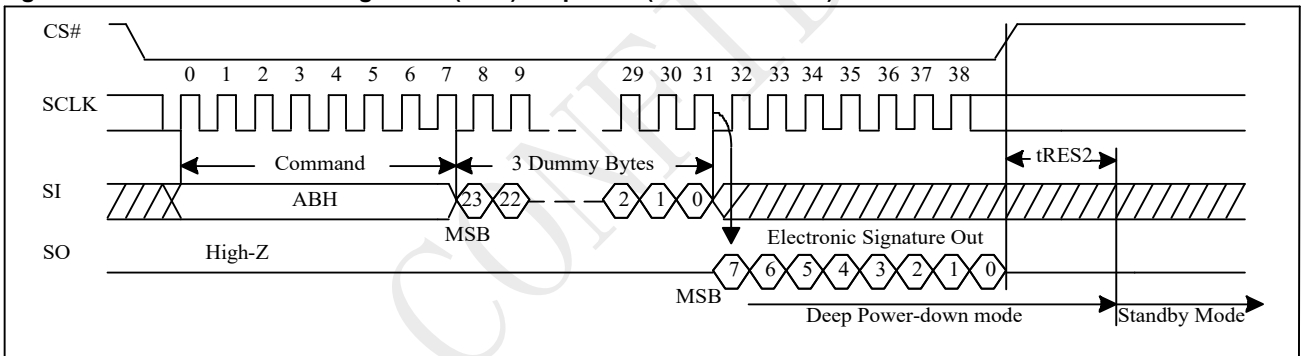 CS#
0 1 2 3 4 5 6 7 8 9 29 30 31 32 33 34 35 36 37 38
SCLK
Command 3 Dummy Bytes tRES2
SI ABH 23 22 2 1 0
MSB
SO High-Z Electronic Signature Out
7 6 5 4 3 2 1 0
MSB
Deep Power-down mode Standby Mode